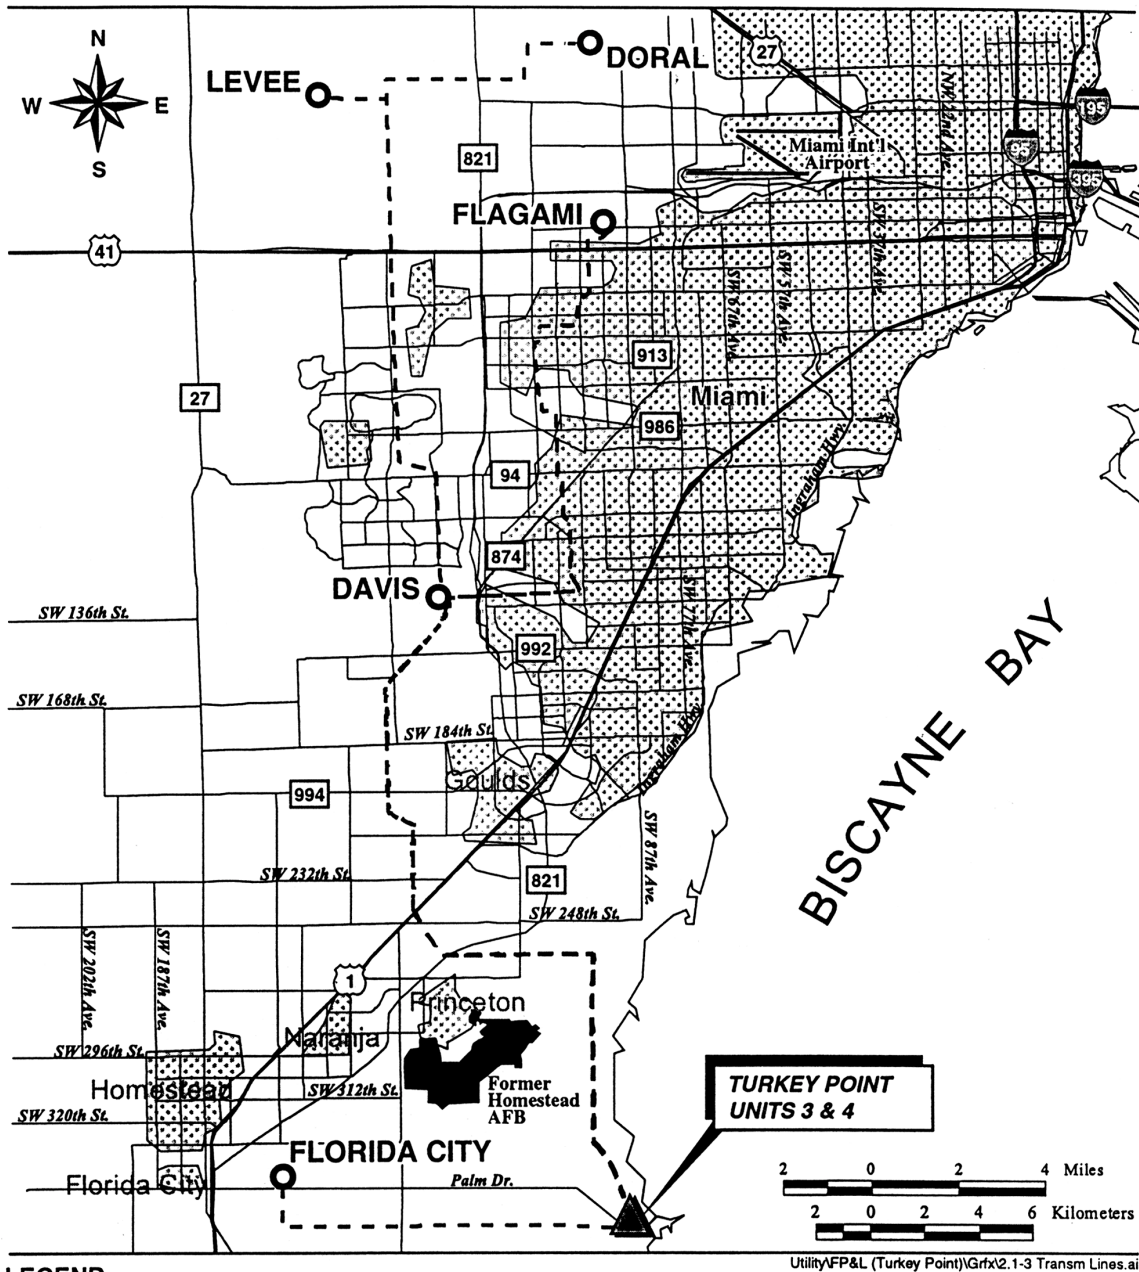 N
W E
S
LEVEE
DORAL
27
195
95
395
NW 22nd Ave.
Miami Int'l
Airport
821
FLAGAMI
41
SW 37th Ave.
SW 57th Ave.
SW 67th Ave.
913
27
Miami
986
94
Ingraham Hwy.
874
DAVIS
SW 77th Ave.
SW 136th St.
992
BISCAYNE BAY
SW 168th St.
SW 184th St.
Ingraham Hwy.
Goulds
994
SW 87th Ave.
SW 232th St.
821
SW 248th St.
SW 202th Ave.
SW 187th Ave.
1
Princeton
Naranja
SW 296th St.
Former
Homestead
AFB
Homestead
SW 312th St.
SW 320th St.
TURKEY POINT
UNITS 3 & 4
FLORIDA CITY
Florida City
Palm Dr.
2 0 2 4 Miles
2 0 2 4 6 Kilometers
Utility\FP&L (Turkey Point)\Grfx\2.1-3 Transm Lines.ai
LEGEND